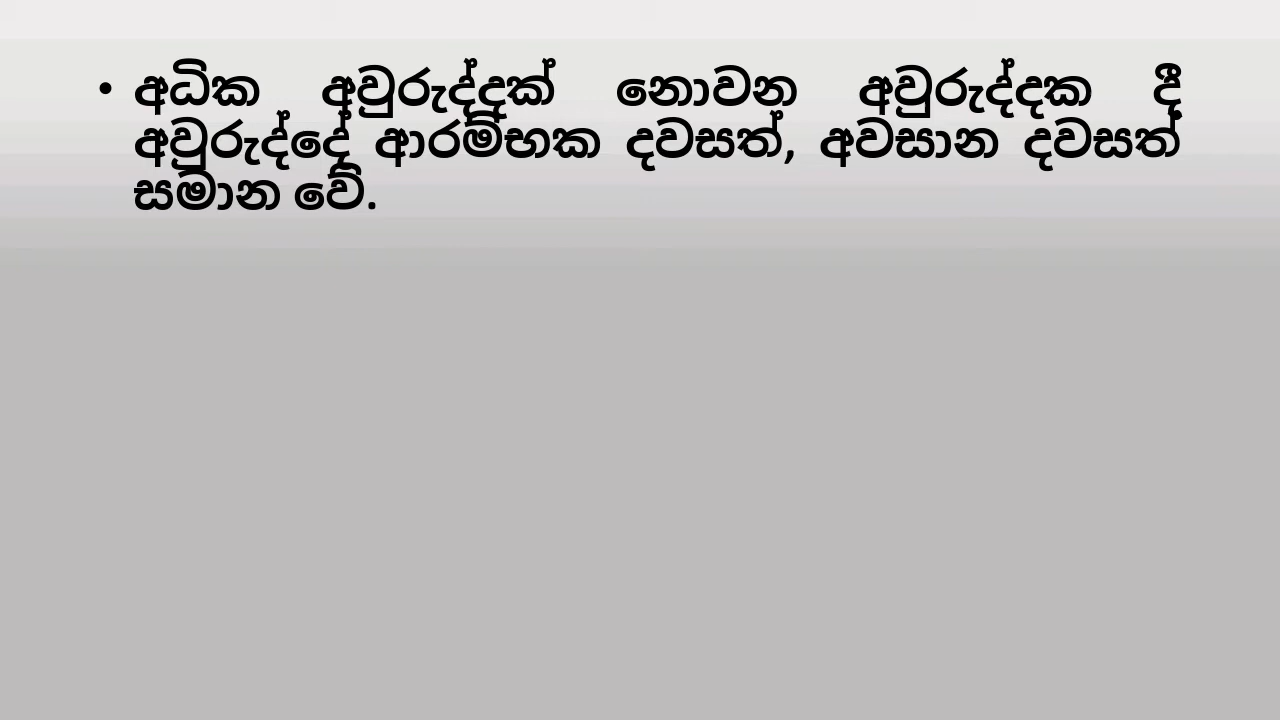 • අධික අවුරුද්දක් නොවන අවුරුද්දක දී
අවුරුද්දේ ආරම්භක දවසත්, අවසාන දවසත්
සමාන වේ.